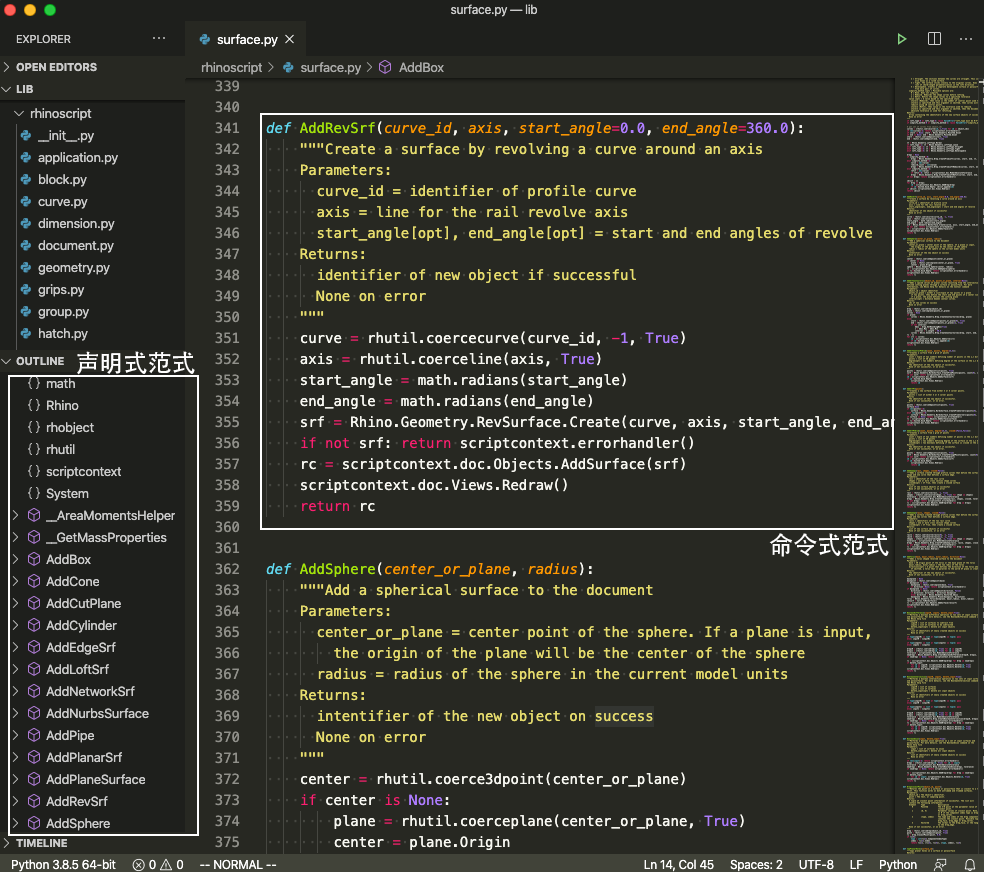 surface.py — lib
EXPLORER
surface.py
OPEN EDITORS
LIB
rhinoscript
__init__.py
application.py
block.py
curve.py
dimension.py
document.py
geometry.py
grips.py
group.py
hatch.py
OUTLINE 声明式范式
math
Rhino
rhobject
rhutil
scriptcontext
System
__AreaMomentsHelper
__GetMassProperties
AddBox
AddCone
AddCutPlane
AddCylinder
AddEdgeSrf
AddLoftSrf
AddNetworkSrf
AddNurbsSurface
AddPipe
AddPlanarSrf
AddPlaneSurface
AddRevSrf
AddSphere
TIMELINE
rhinoscript > surface.py > AddBox
339
340
341 def AddRevSrf(curve_id, axis, start_angle=0.0, end_angle=360.0):
342 """Create a surface by revolving a curve around an axis
343 Parameters:
344 curve_id = identifier of profile curve
345 axis = line for the rail revolve axis
346 start_angle[opt], end_angle[opt] = start and end angles of revolve
347 Returns:
348 identifier of new object if successful
349 None on error
350 """
351 curve = rhutil.coercecurve(curve_id, -1, True)
352 axis = rhutil.coerceline(axis, True)
353 start_angle = math.radians(start_angle)
354 end_angle = math.radians(end_angle)
355 srf = Rhino.Geometry.RevSurface.Create(curve, axis, start_angle, end_an
356 if not srf: return scriptcontext.errorhandler()
357 rc = scriptcontext.doc.Objects.AddSurface(srf)
358 scriptcontext.doc.Views.Redraw()
359 return rc
360
361
命令式范式
362 def AddSphere(center_or_plane, radius):
363 """Add a spherical surface to the document
364 Parameters:
365 center_or_plane = center point of the sphere. If a plane is input,
366 the origin of the plane will be the center of the sphere
367 radius = radius of the sphere in the current model units
368 Returns:
369 intentifier of the new object on success
370 None on error
371 """
372 center = rhutil.coerce3dpoint(center_or_plane)
373 if center is None:
374 plane = rhutil.coerceplane(center_or_plane, True)
375 center = plane.Origin
Python 3.8.5 64-bit 0 0 -- NORMAL -- Ln 14, Col 45 Spaces: 2 UTF-8 LF Python